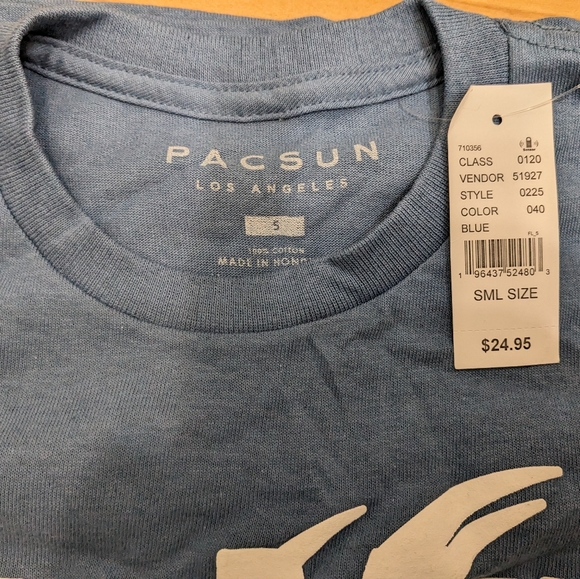 PACSUN
LOS ANGELES
S
100% COTTON
MADE IN
710356
CLASS 0120
VENDOR 51927
STYLE 0225
COLOR 040
BLUE
FL_S
1 96437 52480 3
SML SIZE
$24.95